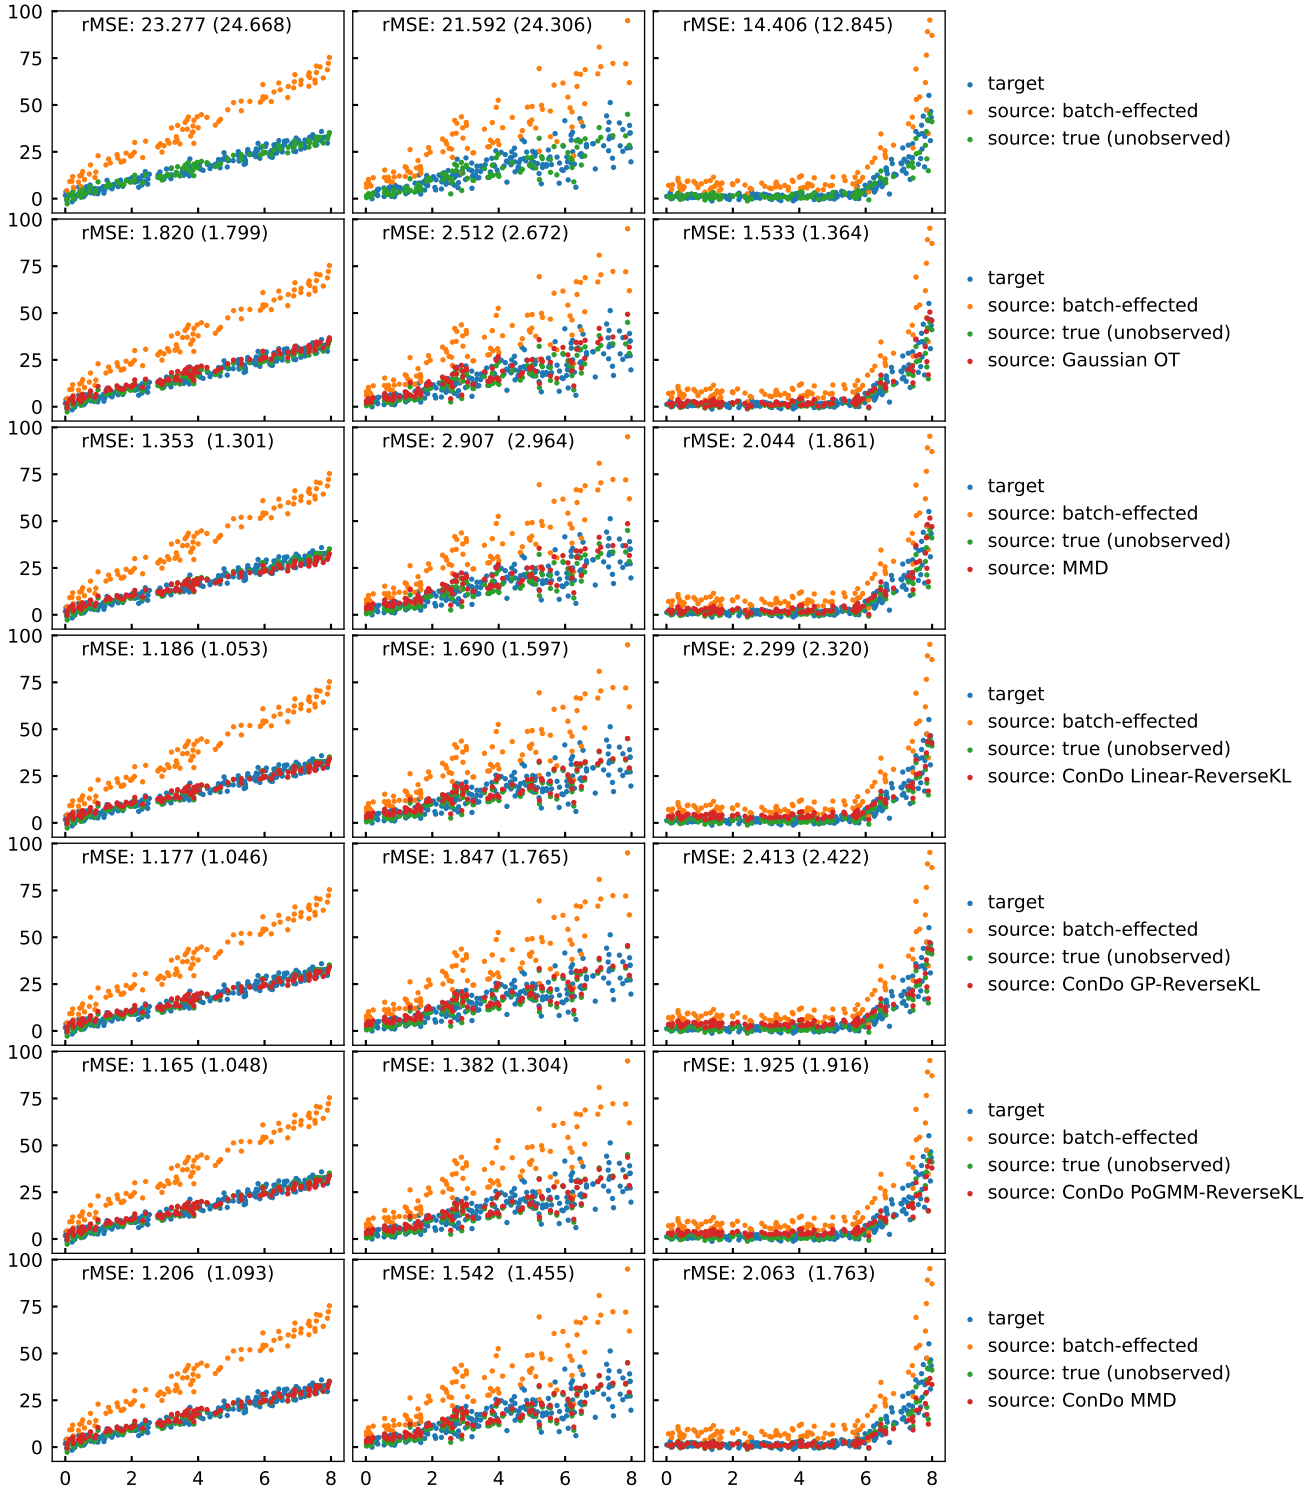 100
75
50
25
0
rMSE: 23.277 (24.668)
rMSE: 21.592 (24.306)
rMSE: 14.406 (12.845)
target
source: batch-effected
source: true (unobserved)
100
75
50
25
0
rMSE: 1.820 (1.799)
rMSE: 2.512 (2.672)
rMSE: 1.533 (1.364)
target
source: batch-effected
source: true (unobserved)
source: Gaussian OT
100
75
50
25
0
rMSE: 1.353  (1.301)
rMSE: 2.907  (2.964)
rMSE: 2.044  (1.861)
target
source: batch-effected
source: true (unobserved)
source: MMD
100
75
50
25
0
rMSE: 1.186 (1.053)
rMSE: 1.690 (1.597)
rMSE: 2.299 (2.320)
target
source: batch-effected
source: true (unobserved)
source: ConDo Linear-ReverseKL
100
75
50
25
0
rMSE: 1.177 (1.046)
rMSE: 1.847 (1.765)
rMSE: 2.413 (2.422)
target
source: batch-effected
source: true (unobserved)
source: ConDo GP-ReverseKL
100
75
50
25
0
rMSE: 1.165 (1.048)
rMSE: 1.382 (1.304)
rMSE: 1.925 (1.916)
target
source: batch-effected
source: true (unobserved)
source: ConDo PoGMM-ReverseKL
100
75
50
25
0
rMSE: 1.206  (1.093)
rMSE: 1.542  (1.455)
rMSE: 2.063  (1.763)
target
source: batch-effected
source: true (unobserved)
source: ConDo MMD
0 2 4 6 8
0 2 4 6 8
0 2 4 6 8